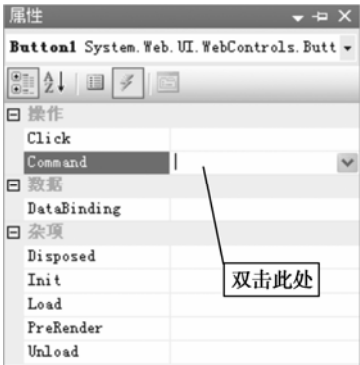 属性
Button1 System.Web.UI.WebControls.Butt
操作
Click
Command
数据
DataBinding
杂项
Disposed
Init
双击此处
Load
PreRender
Unload